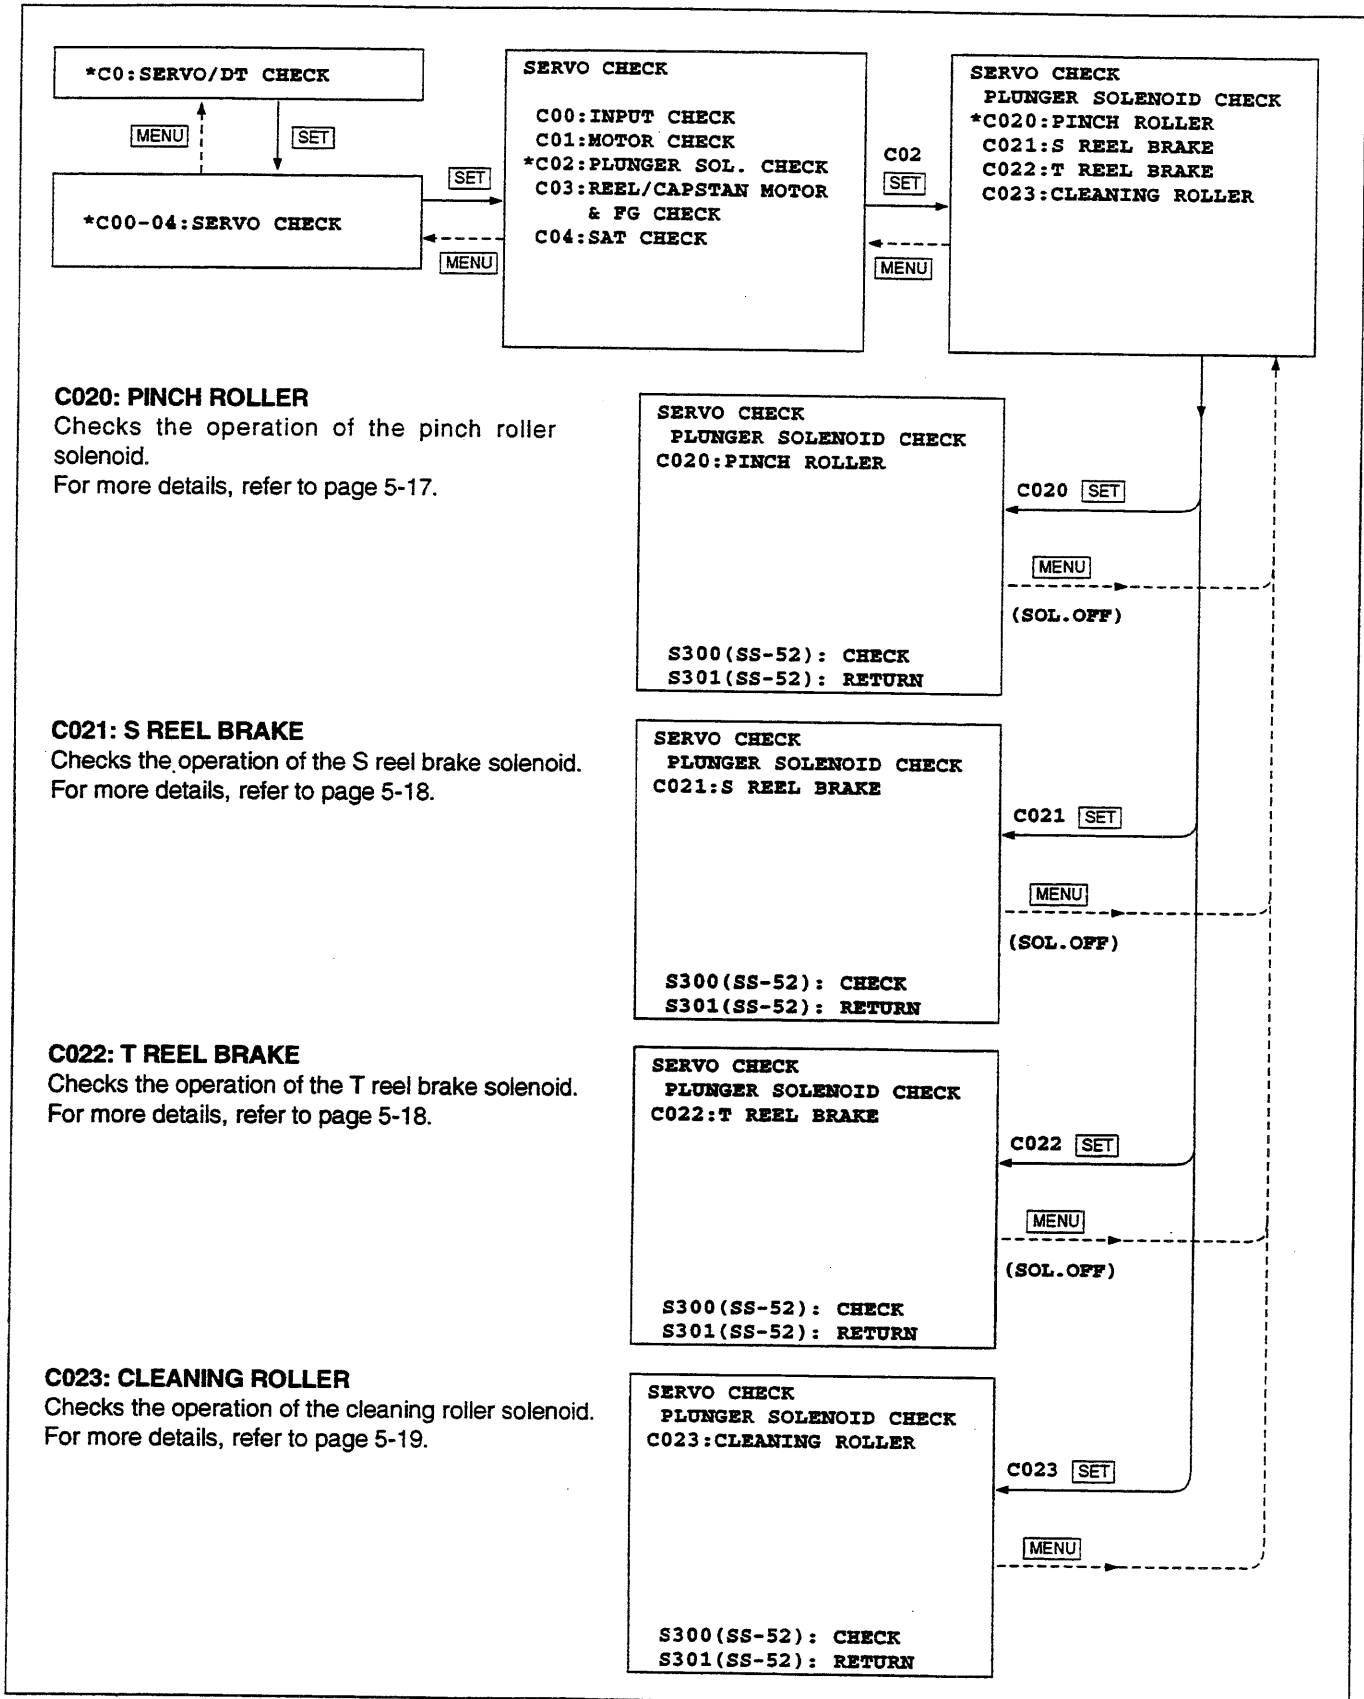 *C0:SERVO/DT CHECK
MENU
SET
*C00-04:SERVO CHECK
SET
MENU
SERVO CHECK
C00:INPUT CHECK
C01:MOTOR CHECK
*C02:PLUNGER SOL. CHECK
C03:REEL/CAPSTAN MOTOR
& FG CHECK
C04:SAT CHECK
C02
SET
MENU
SERVO CHECK
PLUNGER SOLENOID CHECK
*C020:PINCH ROLLER
C021:S REEL BRAKE
C022:T REEL BRAKE
C023:CLEANING ROLLER
C020: PINCH ROLLER
Checks the operation of the pinch roller
solenoid.
For more details, refer to page 5-17.
SERVO CHECK
PLUNGER SOLENOID CHECK
C020:PINCH ROLLER
S300(SS-52): CHECK
S301(SS-52): RETURN
C020 SET
MENU
(SOL.OFF)
C021: S REEL BRAKE
Checks the operation of the S reel brake solenoid.
For more details, refer to page 5-18.
SERVO CHECK
PLUNGER SOLENOID CHECK
C021:S REEL BRAKE
S300(SS-52): CHECK
S301(SS-52): RETURN
C021 SET
MENU
(SOL.OFF)
C022: T REEL BRAKE
Checks the operation of the T reel brake solenoid.
For more details, refer to page 5-18.
SERVO CHECK
PLUNGER SOLENOID CHECK
C022:T REEL BRAKE
S300(SS-52): CHECK
S301(SS-52): RETURN
C022 SET
MENU
(SOL.OFF)
C023: CLEANING ROLLER
Checks the operation of the cleaning roller solenoid.
For more details, refer to page 5-19.
SERVO CHECK
PLUNGER SOLENOID CHECK
C023:CLEANING ROLLER
S300(SS-52): CHECK
S301(SS-52): RETURN
C023 SET
MENU